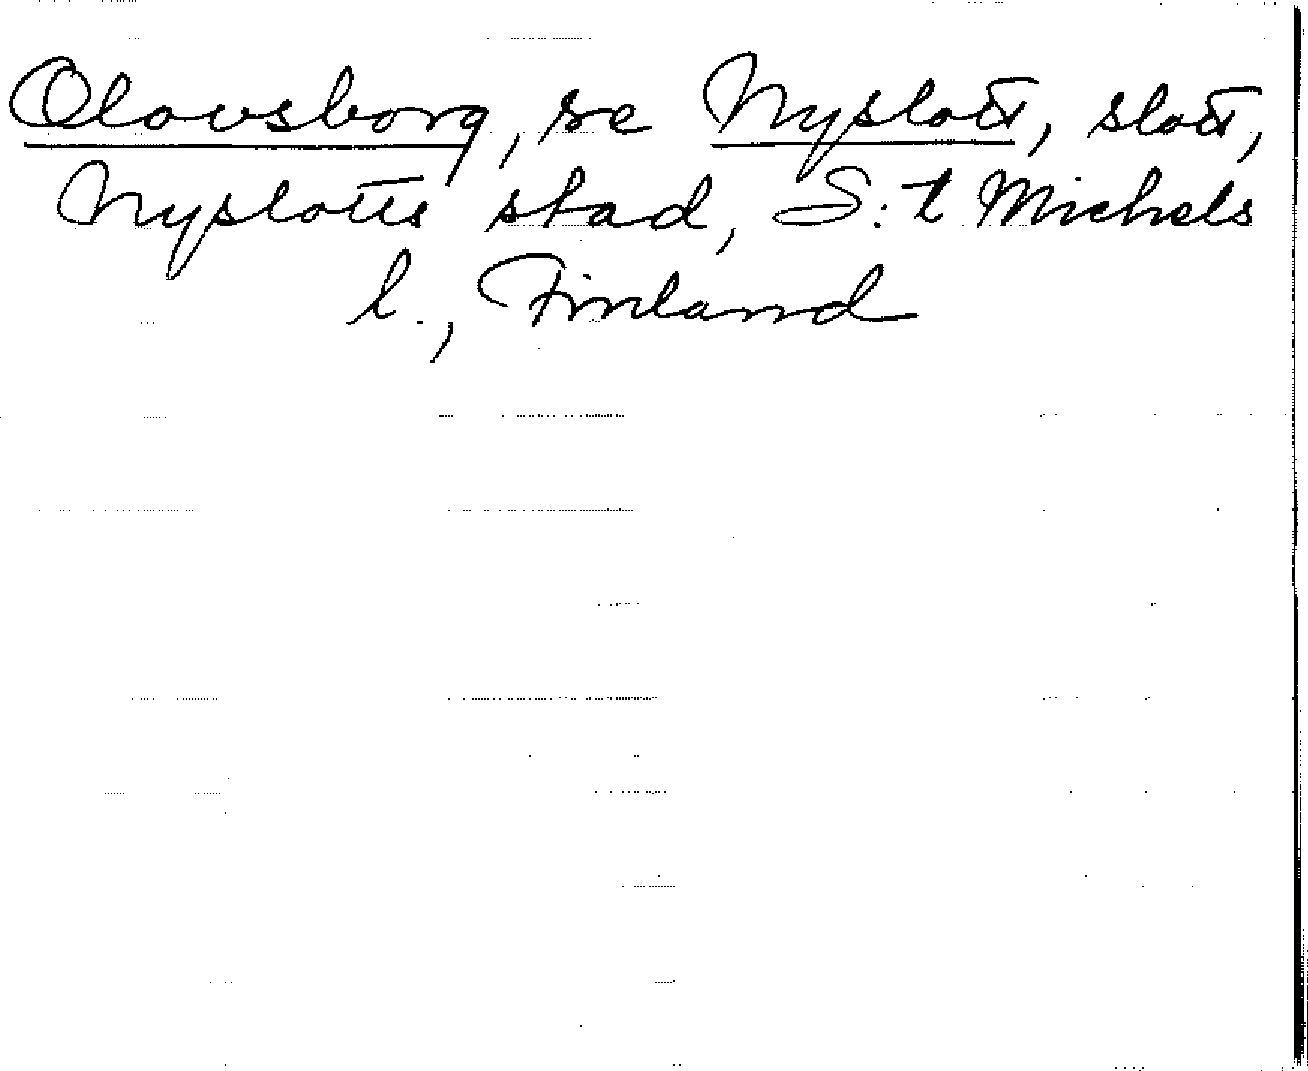 Olovsborg, se Nyslott, slott,
Nyslotts stad, S:t Michels
l., Finland